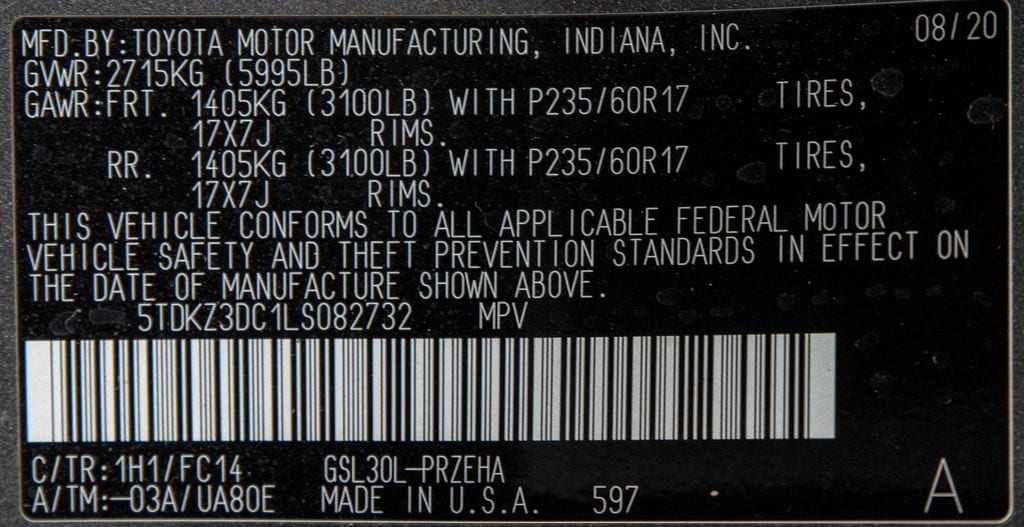 MFD.BY:TOYOTA MOTOR MANUFACTURING, INDIANA, INC. 08/20
GVWR:2715KG (5995LB)
GAWR:FRT. 1405KG (3100LB) WITH P235/60R17 TIRES,
17X7J RIMS.
RR. 1405KG (3100LB) WITH P235/60R17 TIRES,
17X7J RIMS.
THIS VEHICLE CONFORMS TO ALL APPLICABLE FEDERAL MOTOR
VEHICLE SAFETY AND THEFT PREVENTION STANDARDS IN EFFECT ON
THE DATE OF MANUFACTURE SHOWN ABOVE.
5TDKZ3DC1LS082732 MPV
C/TR:1H1/FC14 GSL30L-PRZEHA
A/TM:-03A/UA80E MADE IN U.S.A. 597 A